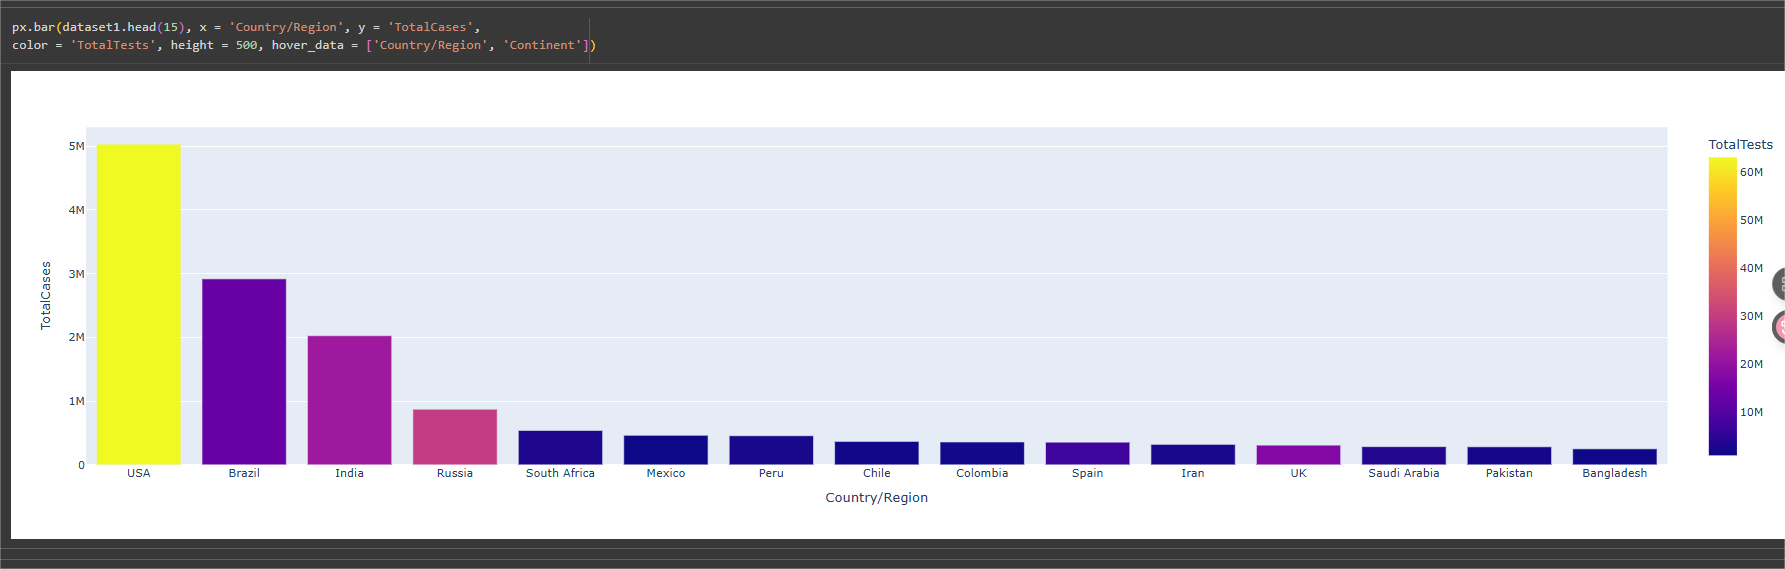 px.bar(dataset1.head(15), x = 'Country/Region', y = 'TotalCases',
color = 'TotalTests', height = 500, hover_data = ['Country/Region', 'Continent'])
TotalTests
5M
4M
3M
2M
1M
0
TotalCases
60M
50M
40M
30M
20M
10M
USA Brazil India Russia South Africa Mexico Peru Chile Colombia Spain Iran UK Saudi Arabia Pakistan Bangladesh
Country/Region